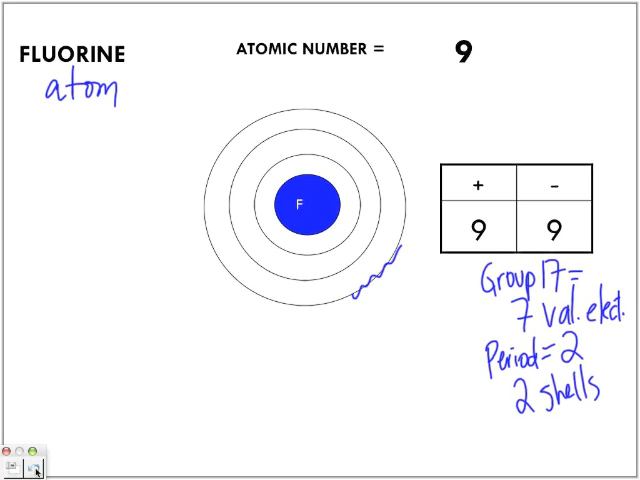 FLUORINE
atom
ATOMIC NUMBER = 9
F
+ -
9 9
Group 17 =
7 val. elect.
Period = 2
2 shells